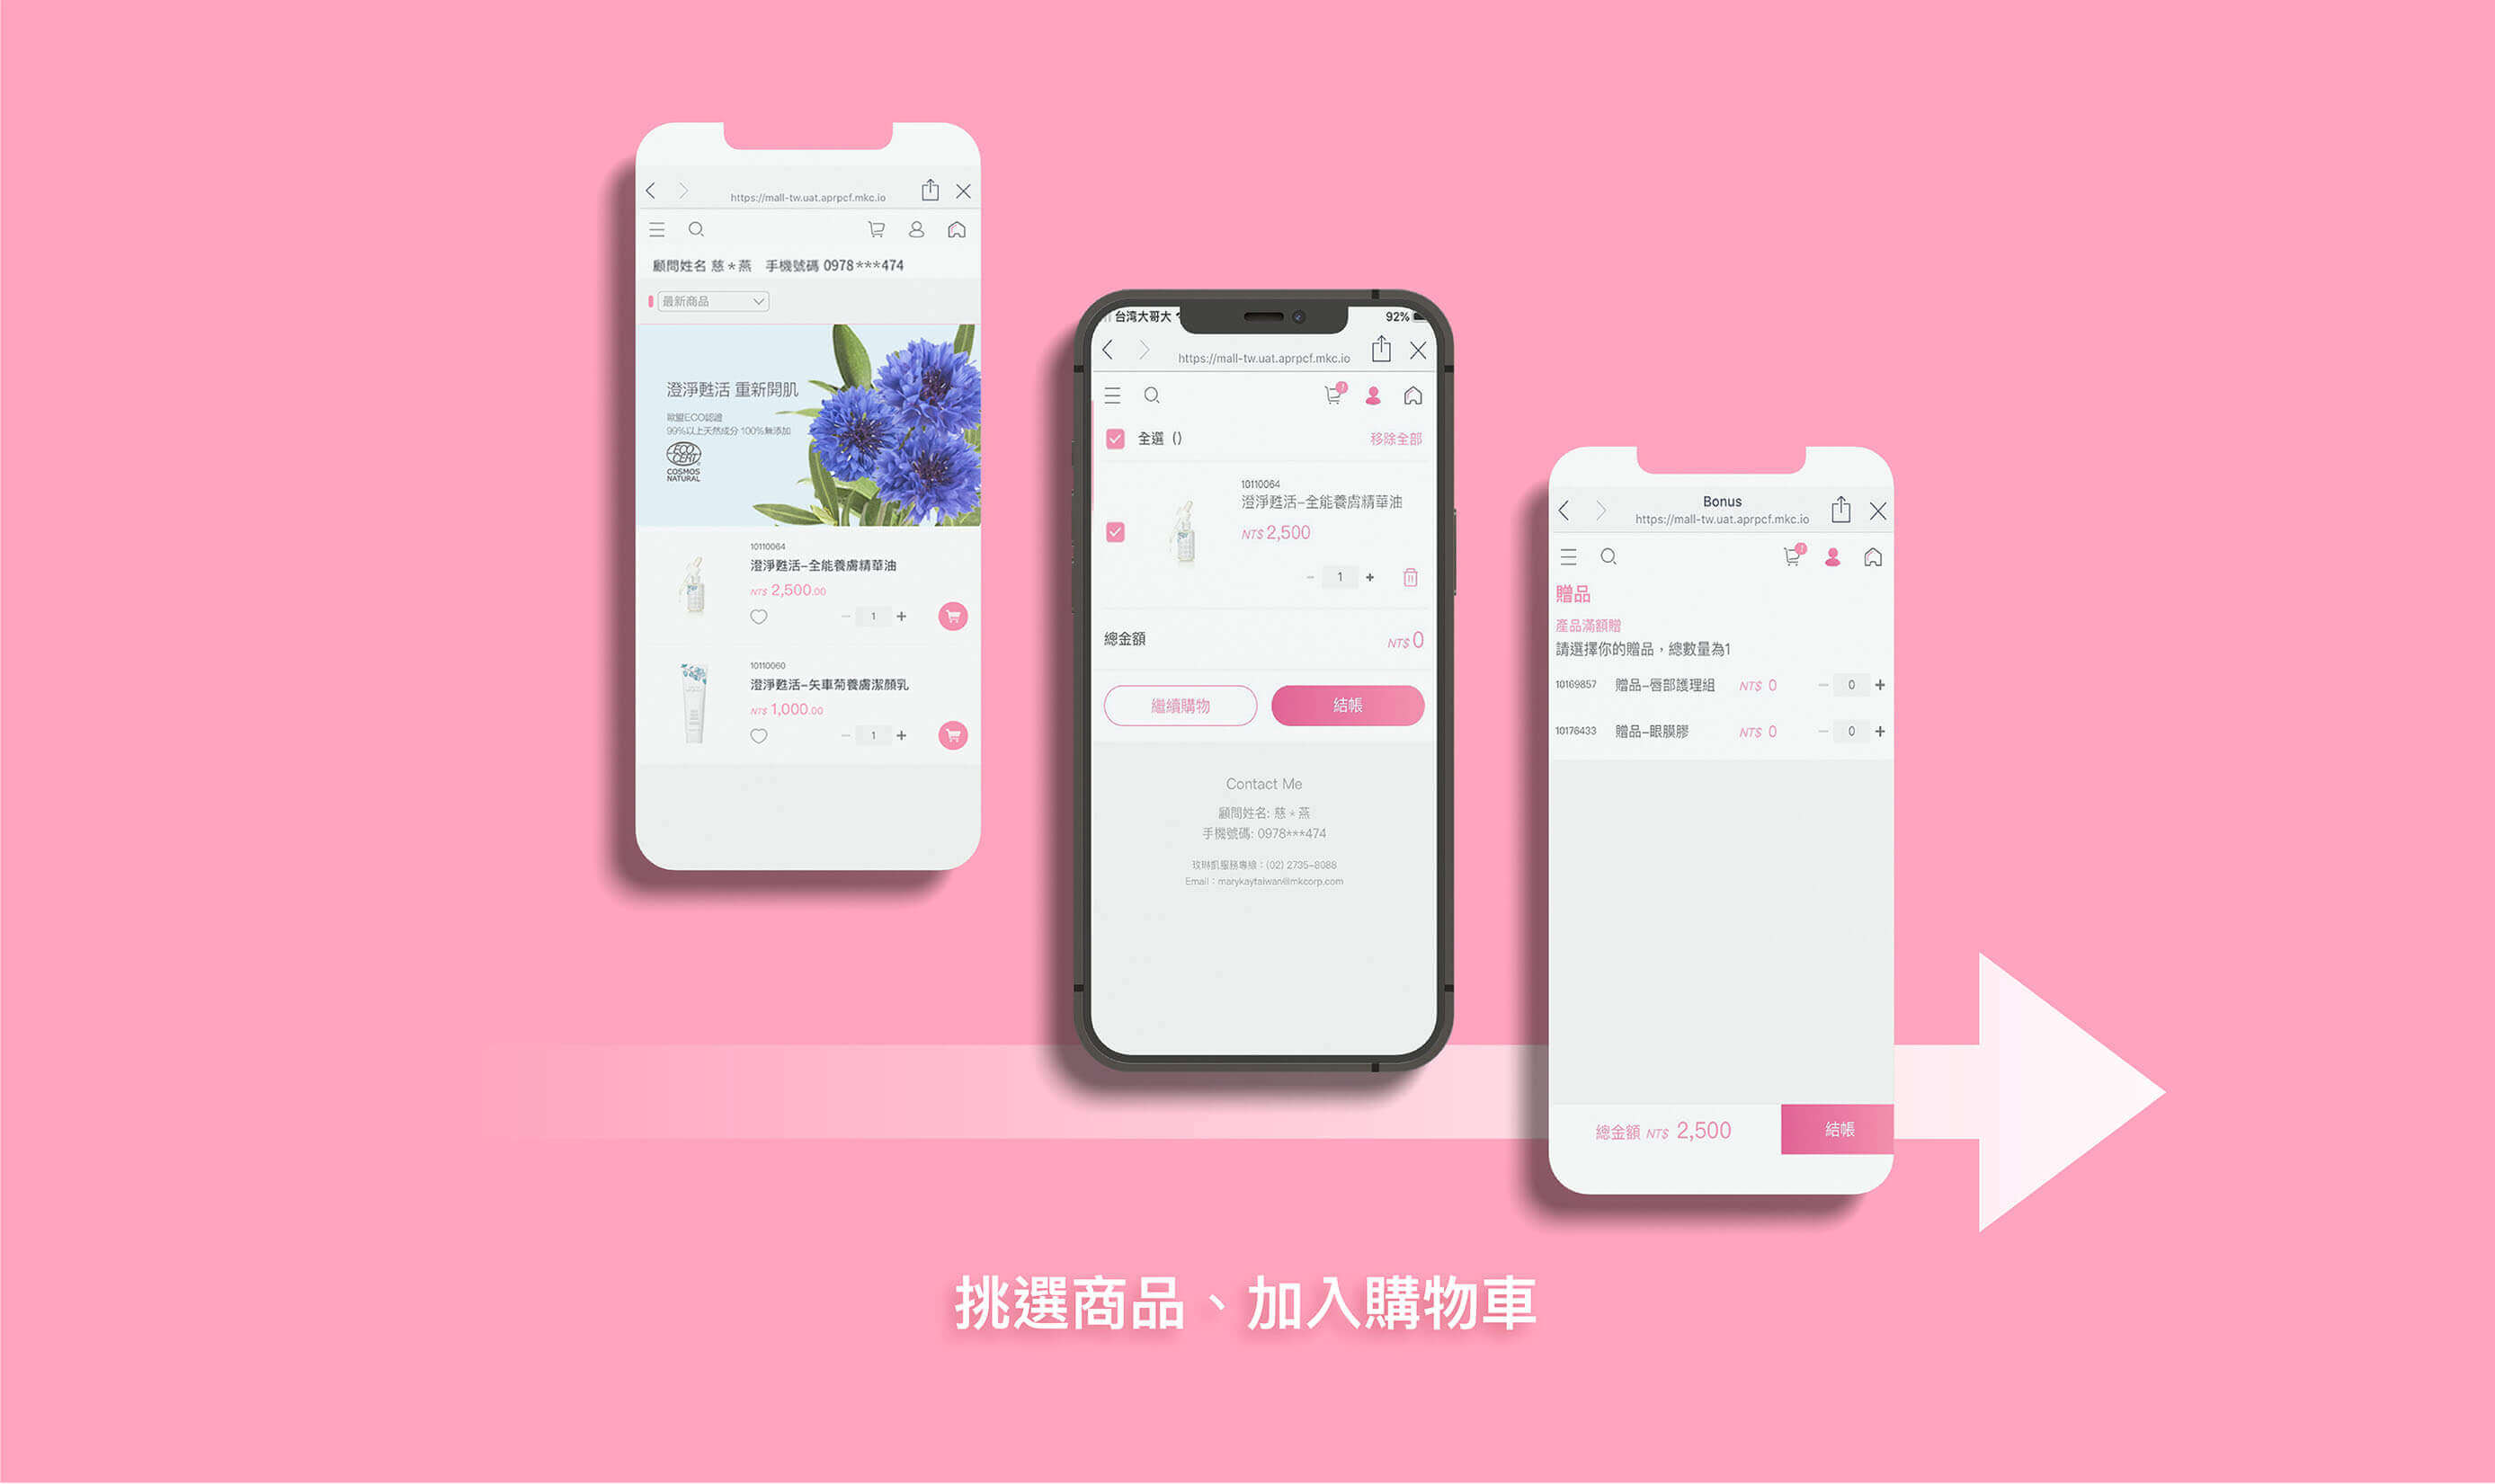 https://mall-tw.uat.aprpcf.mkc.io
顧問姓名 慈＊燕 手機號碼 0978***474
最新商品
澄淨甦活 重新開肌
歐盟ECO認證
99%以上天然成分 100%無添加
ECO
CERT
COSMOS
NATURAL
10110064
澄淨甦活–全能養膚精華油
NT$ 2,500.00
1
10110060
澄淨甦活–矢車菊養膚潔顏乳
NT$ 1,000.00
1
台湾大哥大
92%
https://mall-tw.uat.aprpcf.mkc.io
全選 ()
移除全部
10110064
澄淨甦活–全能養膚精華油
NT$ 2,500
1
總金額
NT$ 0
繼續購物
結帳
Contact Me
顧問姓名: 慈＊燕
手機號碼: 0978***474
玫琳凱服務專線：(02) 2735-8088
Email：marykaytaiwan@mkcorp.com
Bonus
https://mall-tw.uat.aprpcf.mkc.io
贈品
產品滿額贈
請選擇你的贈品，總數量為1
10169857 贈品–唇部護理組 NT$ 0 0
10176433 贈品–眼膜膠 NT$ 0 0
總金額 NT$ 2,500
結帳
挑選商品、加入購物車